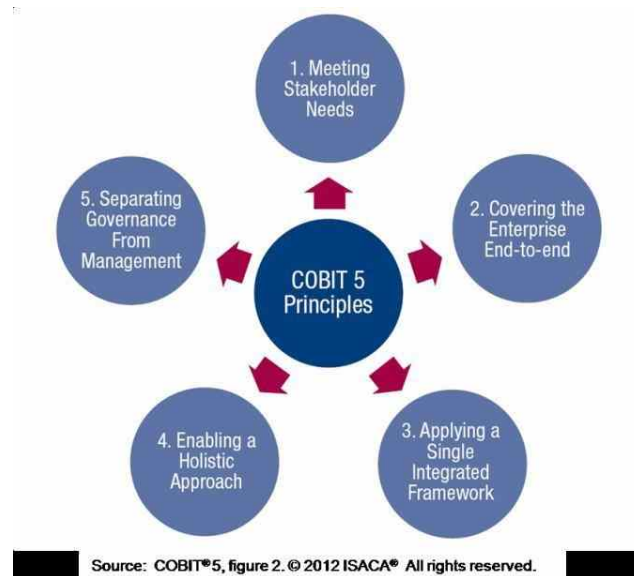 1. Meeting
Stakeholder
Needs
5. Separating
Governance
From
Management
2. Covering the
Enterprise
End-to-end
COBIT 5
Principles
4. Enabling a
Holistic
Approach
3. Applying a
Single
Integrated
Framework
Source: COBIT® 5, figure 2. © 2012 ISACA® All rights reserved.